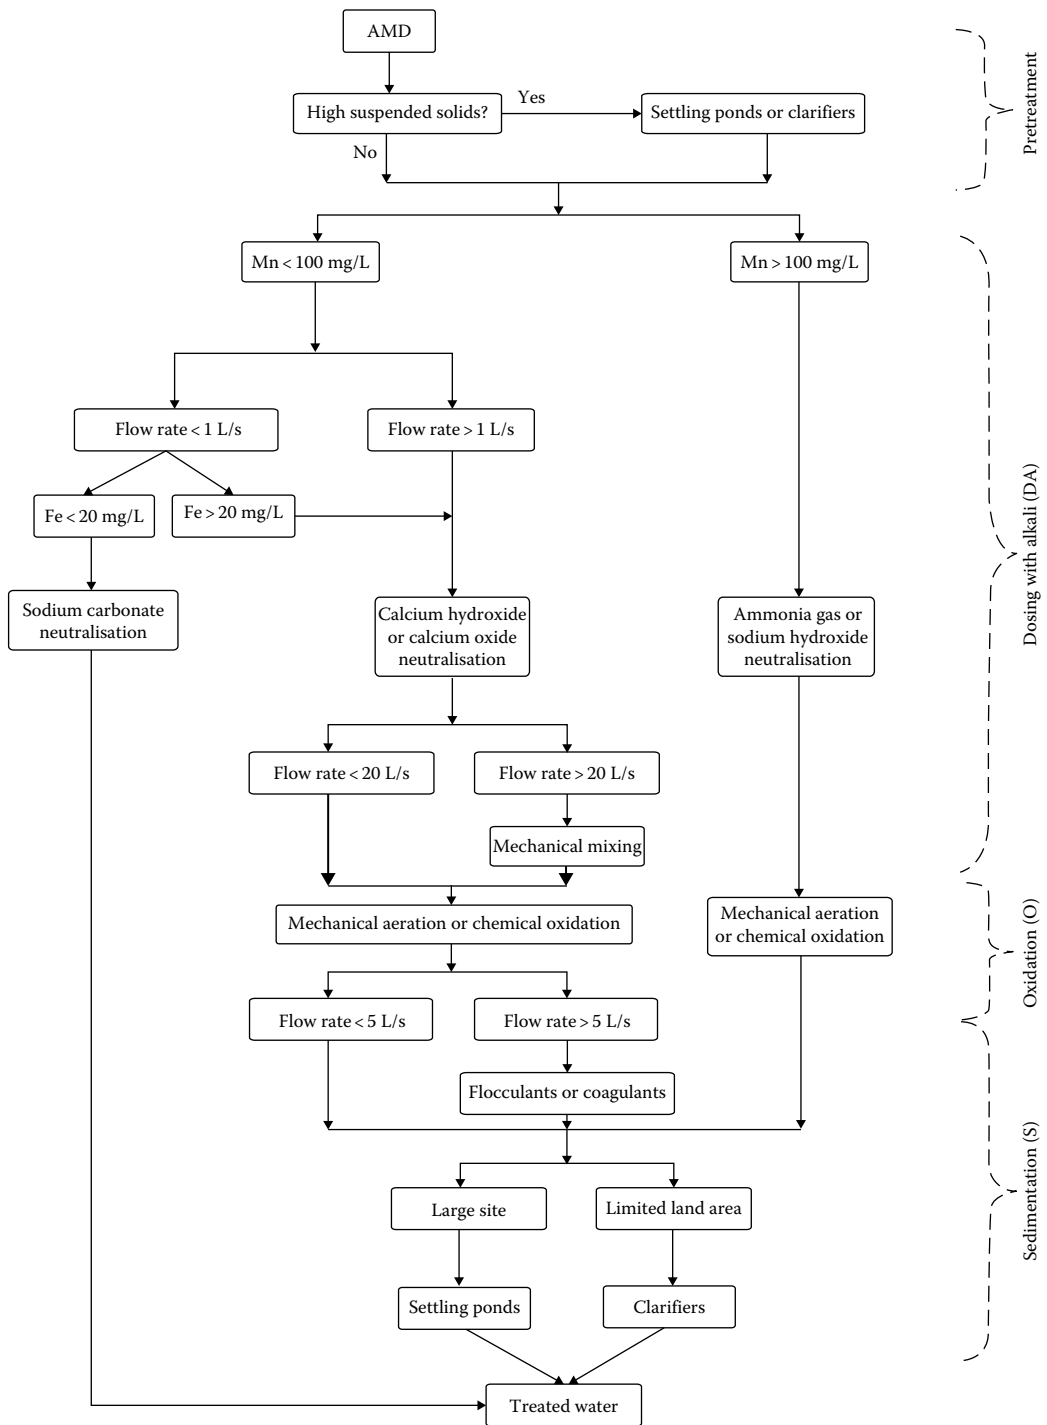 AMD
High suspended solids?
Yes
Settling ponds or clarifiers
No
Pretreatment
Mn < 100 mg/L
Mn > 100 mg/L
Flow rate < 1 L/s
Flow rate > 1 L/s
Fe < 20 mg/L
Fe > 20 mg/L
Dosing with alkali (DA)
Sodium carbonate
neutralisation
Calcium hydroxide
or calcium oxide
neutralisation
Ammonia gas or
sodium hydroxide
neutralisation
Flow rate < 20 L/s
Flow rate > 20 L/s
Mechanical mixing
Mechanical aeration or chemical oxidation
Mechanical aeration
or chemical oxidation
Oxidation (O)
Flow rate < 5 L/s
Flow rate > 5 L/s
Flocculants or coagulants
Sedimentation (S)
Large site
Limited land area
Settling ponds
Clarifiers
Treated water